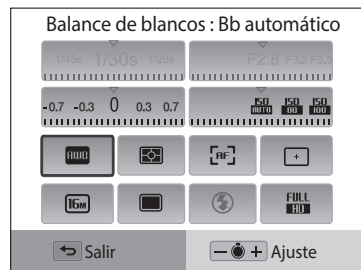 Balance de blancos : Bb automático
1/45s 1/30s 1/20s
F2.8 F3.2 F3.5
-0.7 -0.3 0 0.3 0.7
ISO AUTO ISO 80 ISO 100
AWB
AF
+
16M
FULL HD
Salir
Ajuste